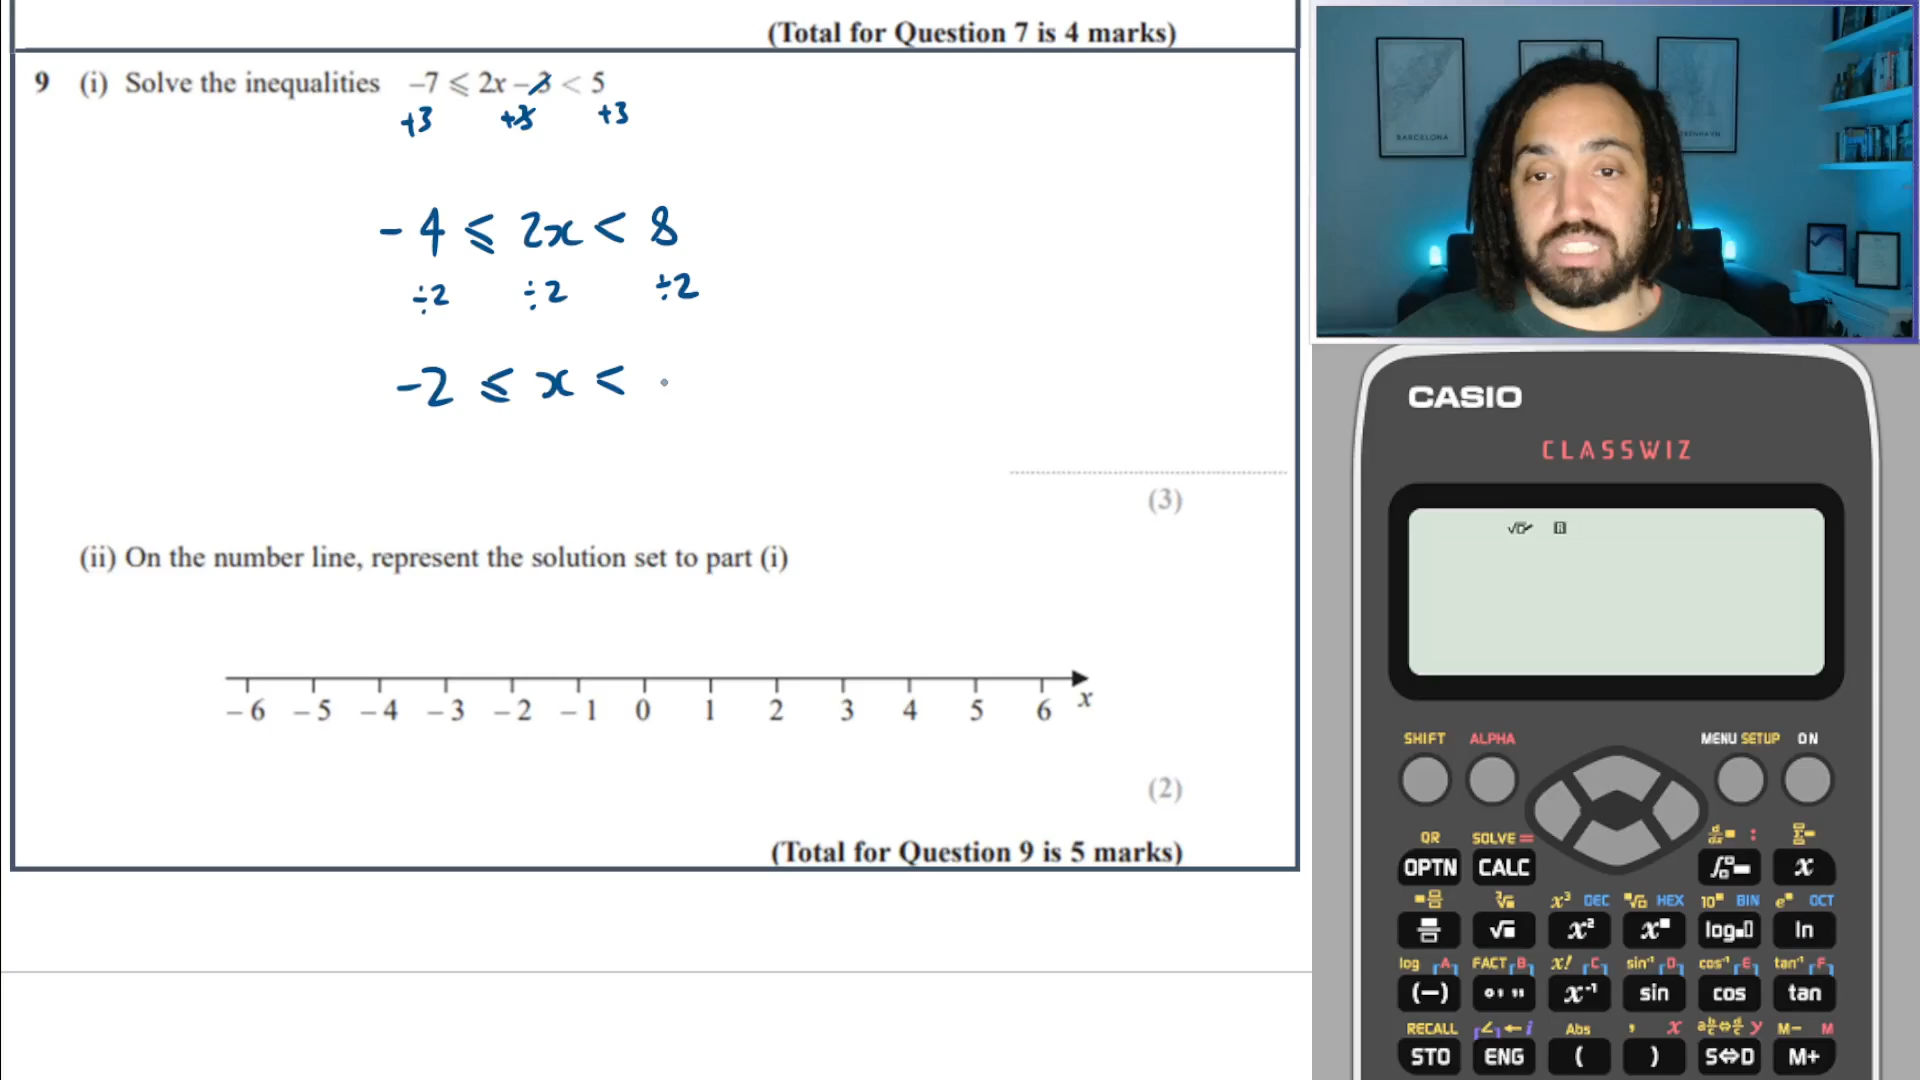 (Total for Question 7 is 4 marks)
9 (i) Solve the inequalities −7 ⩽ 2x − 3 < 5
+3 +3 +3
-4 ⩽ 2x < 8
÷2 ÷2 ÷2
-2 ⩽ x <
(3)
(ii) On the number line, represent the solution set to part (i)
−6 −5 −4 −3 −2 −1 0 1 2 3 4 5 6 x
(2)
(Total for Question 9 is 5 marks)
BARCELONA
CASIO
CLASSWIZ
SHIFT ALPHA MENU SETUP ON
QR SOLVE = :
OPTN CALC x
x³ DEC HEX 10■ BIN e■ OCT
√■ x² x■ log■□ ln
log A FACT B x! C sin⁻¹ D cos⁻¹ E tan⁻¹ F
(−) x⁻¹ sin cos tan
RECALL ∠ ← i Abs , x y M− M
STO ENG ( ) S⇔D M+